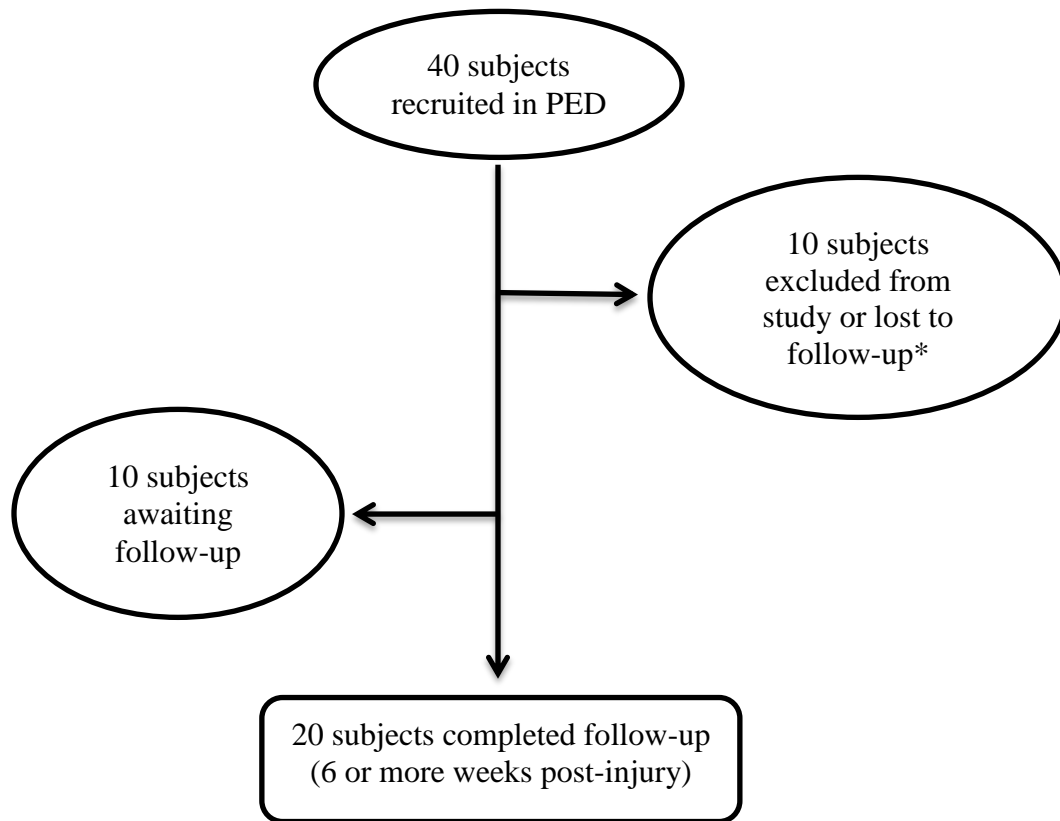 40 subjects
recruited in PED
10 subjects
excluded from
study or lost to
follow-up*
10 subjects
awaiting
follow-up
20 subjects completed follow-up
(6 or more weeks post-injury)